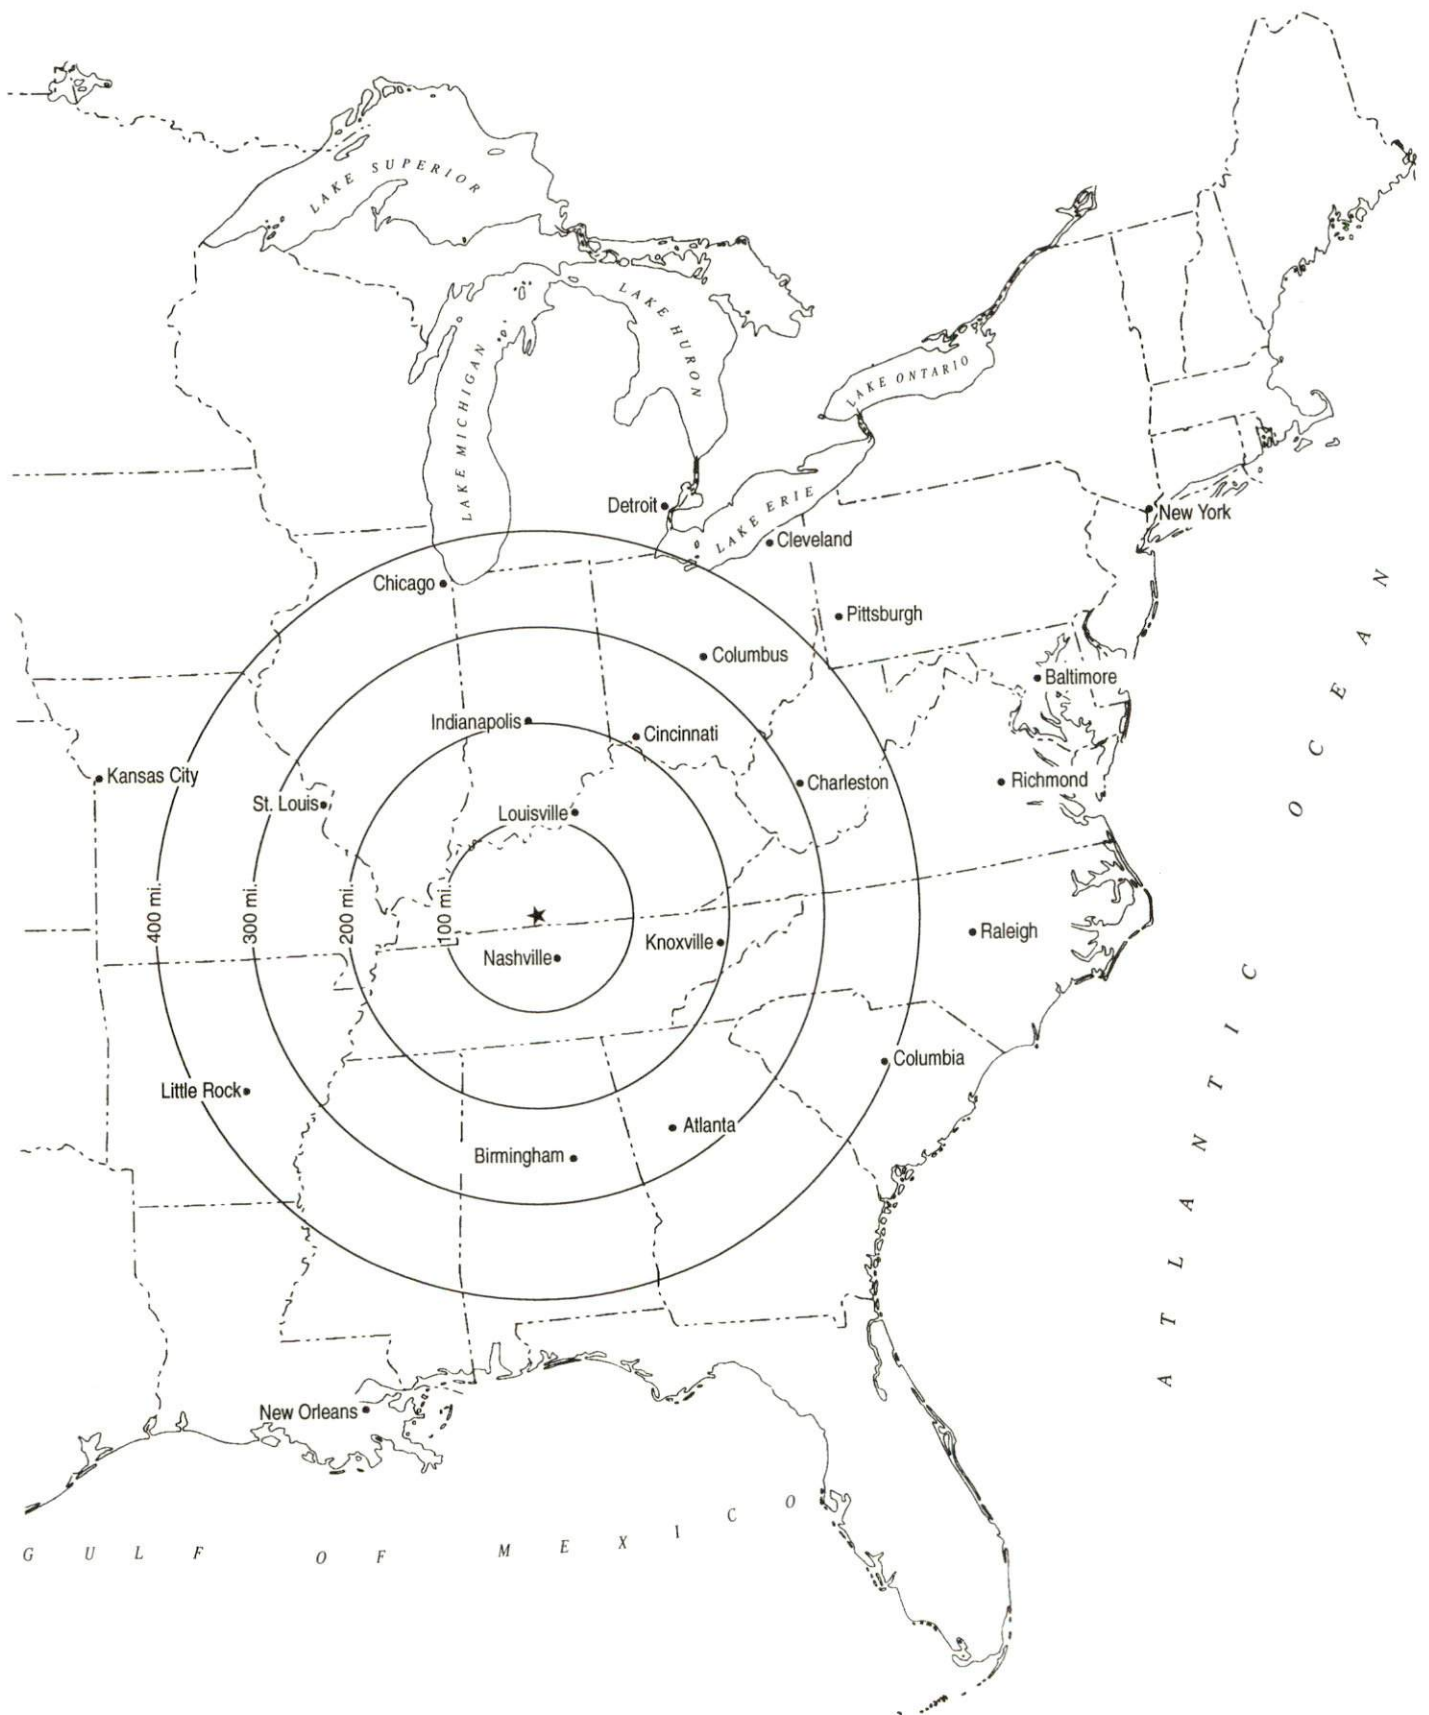 LAKE SUPERIOR
LAKE HURON
LAKE MICHIGAN
LAKE ONTARIO
LAKE ERIE
Detroit
New York
Cleveland
Chicago
Pittsburgh
Columbus
Baltimore
Indianapolis
Cincinnati
Kansas City
Charleston
Richmond
St. Louis
Louisville
400 mi.
300 mi.
200 mi.
100 mi.
Raleigh
Knoxville
Nashville
Columbia
Little Rock
Atlanta
Birmingham
New Orleans
ATLANTIC OCEAN
GULF OF MEXICO